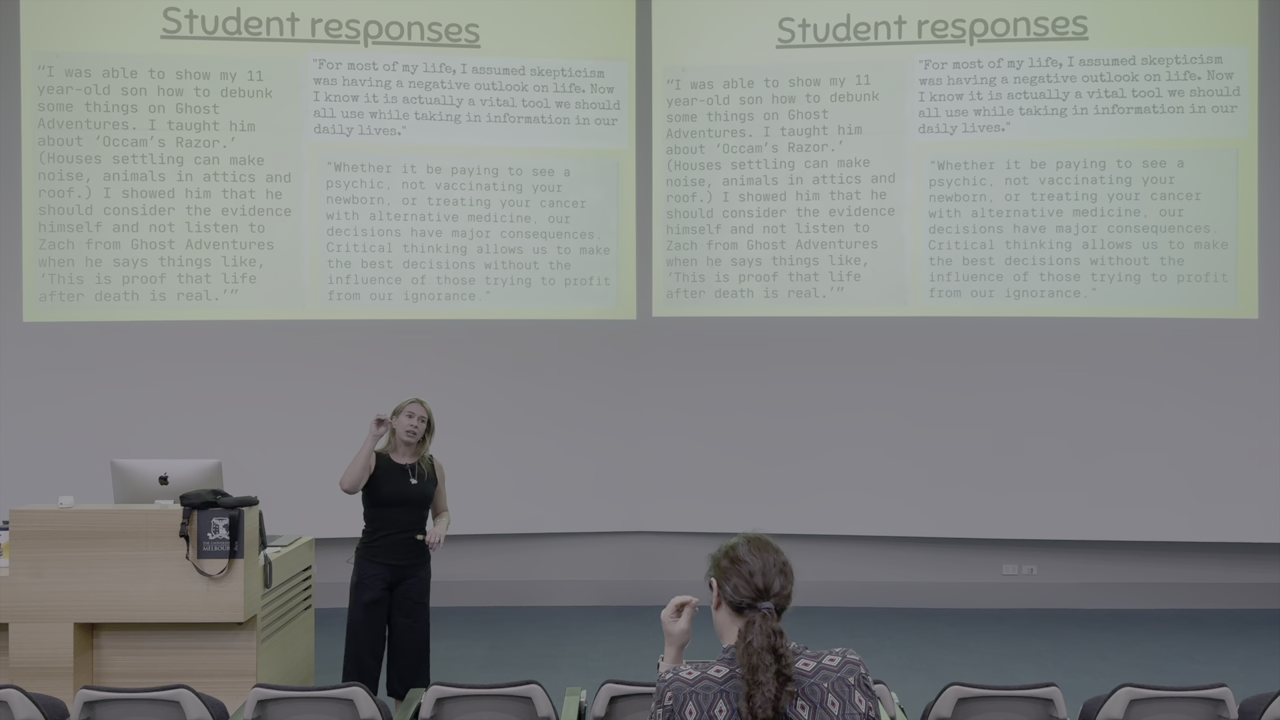 Student responses
"I was able to show my 11
year-old son how to debunk
some things on Ghost
Adventures. I taught him
about ‘Occam's Razor.’
(Houses settling can make
noise, animals in attics and
roof.) I showed him that he
should consider the evidence
himself and not listen to
Zach from Ghost Adventures
when he says things like,
‘This is proof that life
after death is real.’"
"For most of my life, I assumed skepticism
was having a negative outlook on life. Now
I know it is actually a vital tool we should
all use while taking in information in our
daily lives."
"Whether it be paying to see a
psychic, not vaccinating your
newborn, or treating your cancer
with alternative medicine, our
decisions have major consequences.
Critical thinking allows us to make
the best decisions without the
influence of those trying to profit
from our ignorance."
Student responses
"I was able to show my 11
year-old son how to debunk
some things on Ghost
Adventures. I taught him
about ‘Occam's Razor.’
(Houses settling can make
noise, animals in attics and
roof.) I showed him that he
should consider the evidence
himself and not listen to
Zach from Ghost Adventures
when he says things like,
‘This is proof that life
after death is real.’"
"For most of my life, I assumed skepticism
was having a negative outlook on life. Now
I know it is actually a vital tool we should
all use while taking in information in our
daily lives."
"Whether it be paying to see a
psychic, not vaccinating your
newborn, or treating your cancer
with alternative medicine, our
decisions have major consequences.
Critical thinking allows us to make
the best decisions without the
influence of those trying to profit
from our ignorance."
MELBOURNE